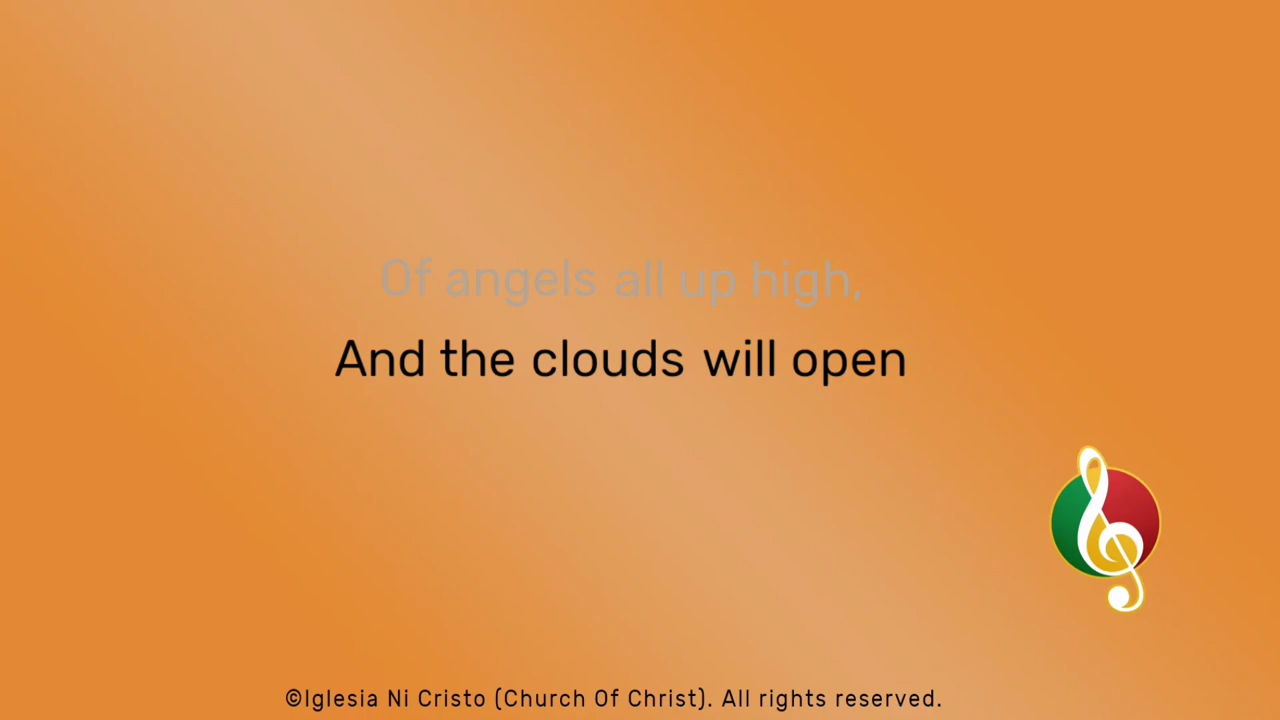 Of angels all up high,
And the clouds will open
©Iglesia Ni Cristo (Church Of Christ). All rights reserved.